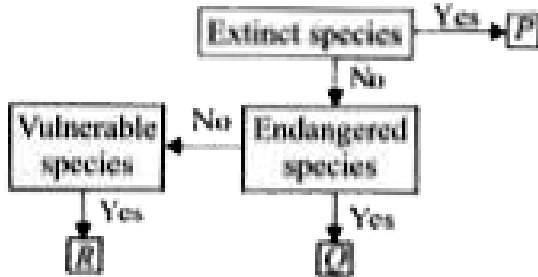 Extinct species
Yes
P
No
Vulnerable
species
No
Endangered
species
Yes
R
Yes
Q